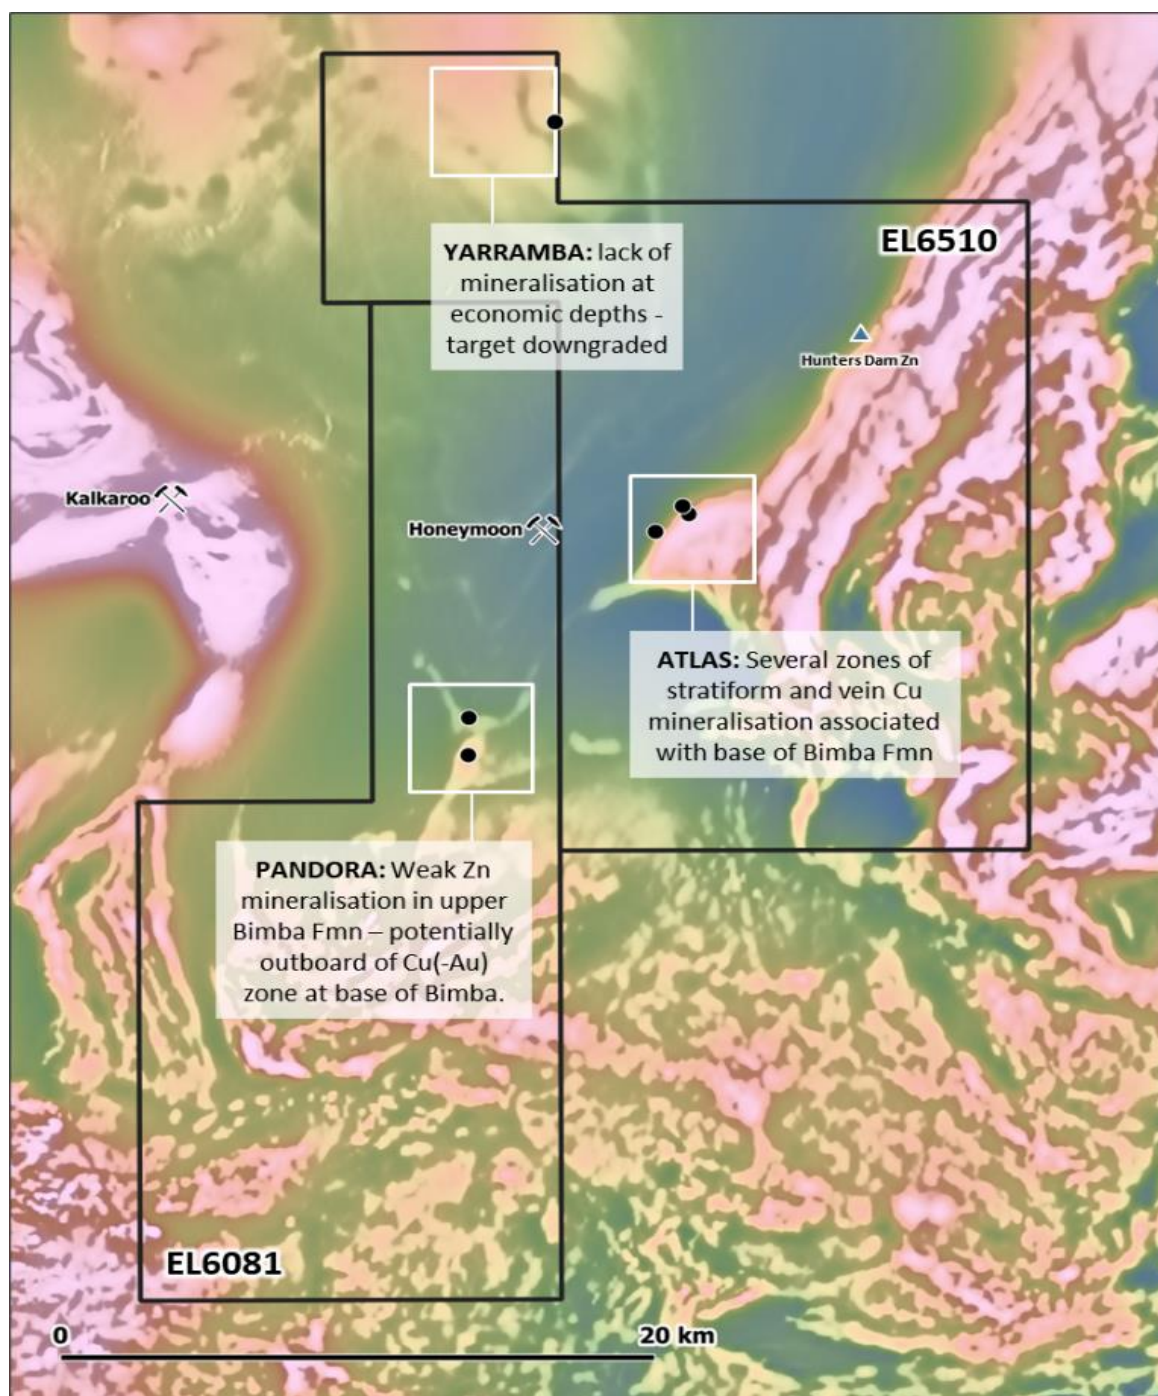 YARRAMBA: lack of
mineralisation at
economic depths -
target downgraded
EL6510
Hunters Dam Zn
Kalkaroo
Honeymoon
ATLAS: Several zones of
stratiform and vein Cu
mineralisation associated
with base of Bimba Fmn
PANDORA: Weak Zn
mineralisation in upper
Bimba Fmn – potentially
outboard of Cu(-Au)
zone at base of Bimba.
EL6081
0
20 km